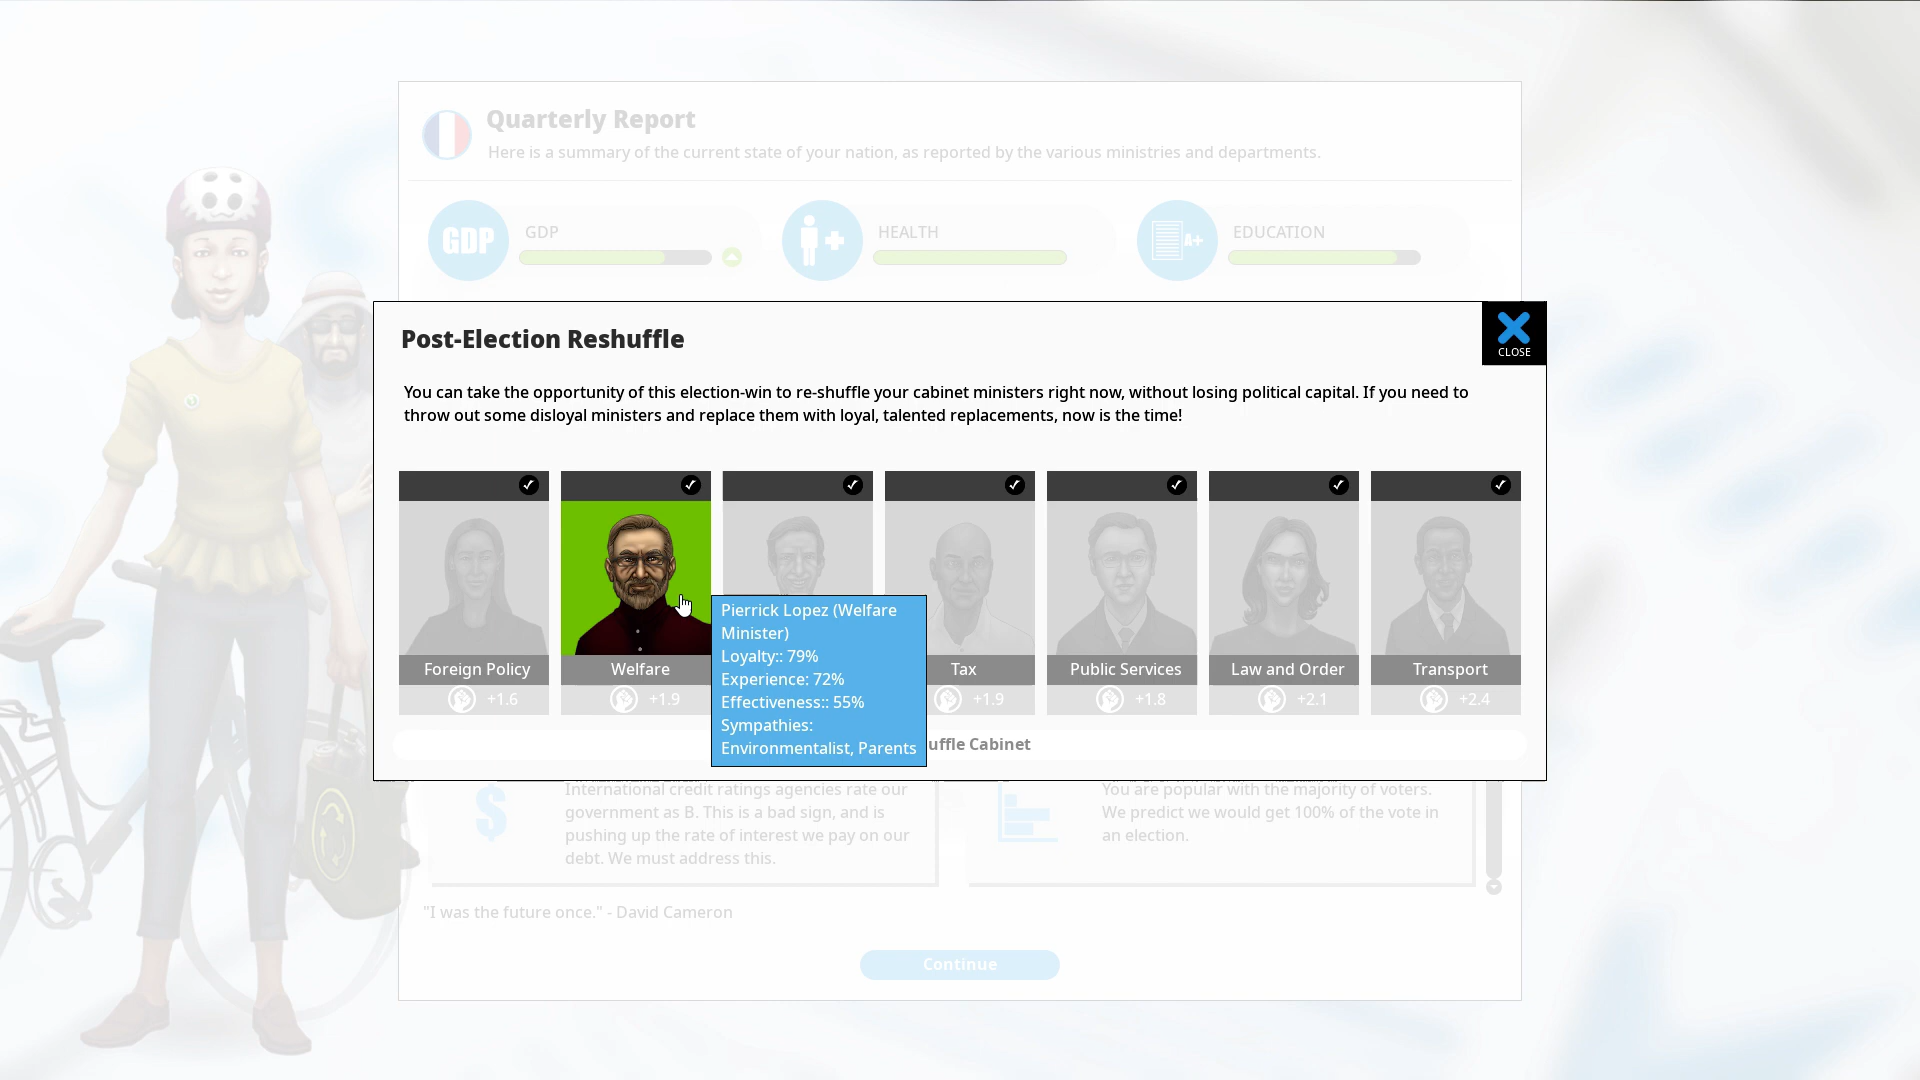 Quarterly Report
Here is a summary of the current state of your nation, as reported by the various ministries and departments.
GDP
GDP
HEALTH
A+
EDUCATION
Post-Election Reshuffle
CLOSE
You can take the opportunity of this election-win to re-shuffle your cabinet ministers right now, without losing political capital. If you need to
throw out some disloyal ministers and replace them with loyal, talented replacements, now is the time!
Foreign Policy
Welfare
Tax
Public Services
Law and Order
Transport
+1.6
+1.9
+1.9
+1.8
+2.1
+2.4
Pierrick Lopez (Welfare
Minister)
Loyalty:: 79%
Experience: 72%
Effectiveness:: 55%
Sympathies:
Environmentalist, Parents
uffle Cabinet
International credit ratings agencies rate our
government as B. This is a bad sign, and is
pushing up the rate of interest we pay on our
debt. We must address this.
$
You are popular with the majority of voters.
We predict we would get 100% of the vote in
an election.
"I was the future once." - David Cameron
Continue